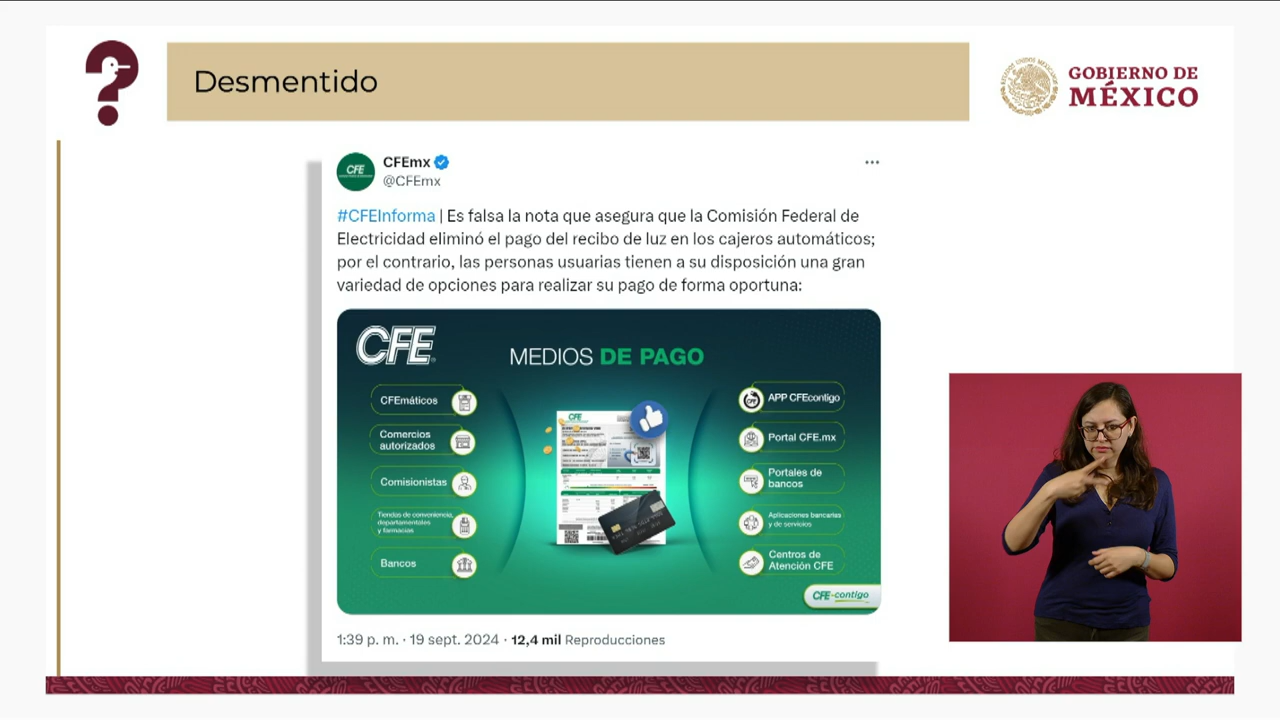 Desmentido
GOBIERNO DE
MÉXICO
CFE
CFEmx
@CFEmx
#CFEInforma | Es falsa la nota que asegura que la Comisión Federal de
Electricidad eliminó el pago del recibo de luz en los cajeros automáticos;
por el contrario, las personas usuarias tienen a su disposición una gran
variedad de opciones para realizar su pago de forma oportuna:
CFE
MEDIOS DE PAGO
CFEmáticos
Comercios
autorizados
Comisionistas
Tiendas de conveniencia,
departamentales
y farmacias
Bancos
CFE
APP CFEcontigo
Portal CFE.mx
Portales de
bancos
Aplicaciones bancarias
y de servicios
Centros de
Atención CFE
CFE-contigo
1:39 p. m. · 19 sept. 2024 · 12,4 mil Reproducciones